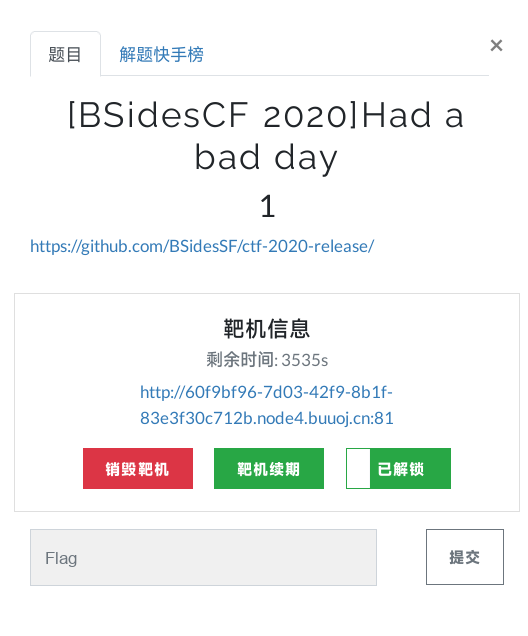 题目 解题快手榜 ×
[BSidesCF 2020]Had a
bad day
1
https://github.com/BSidesSF/ctf-2020-release/
靶机信息
剩余时间: 3535s
http://60f9bf96-7d03-42f9-8b1f-
83e3f30c712b.node4.buuoj.cn:81
销毁靶机 靶机续期 已解锁
Flag 提交